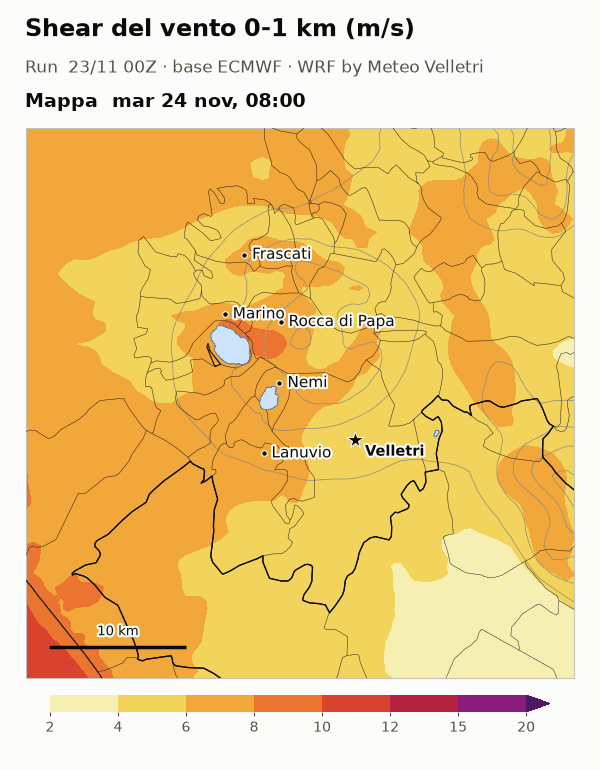 Shear del vento 0-1 km (m/s)
Run  23/11 00Z · base ECMWF · WRF by Meteo Velletri
Mappa  mar 24 nov, 08:00
Frascati
Marino
Rocca di Papa
Nemi
Velletri
Lanuvio
10 km
2 4 6 8 10 12 15 20